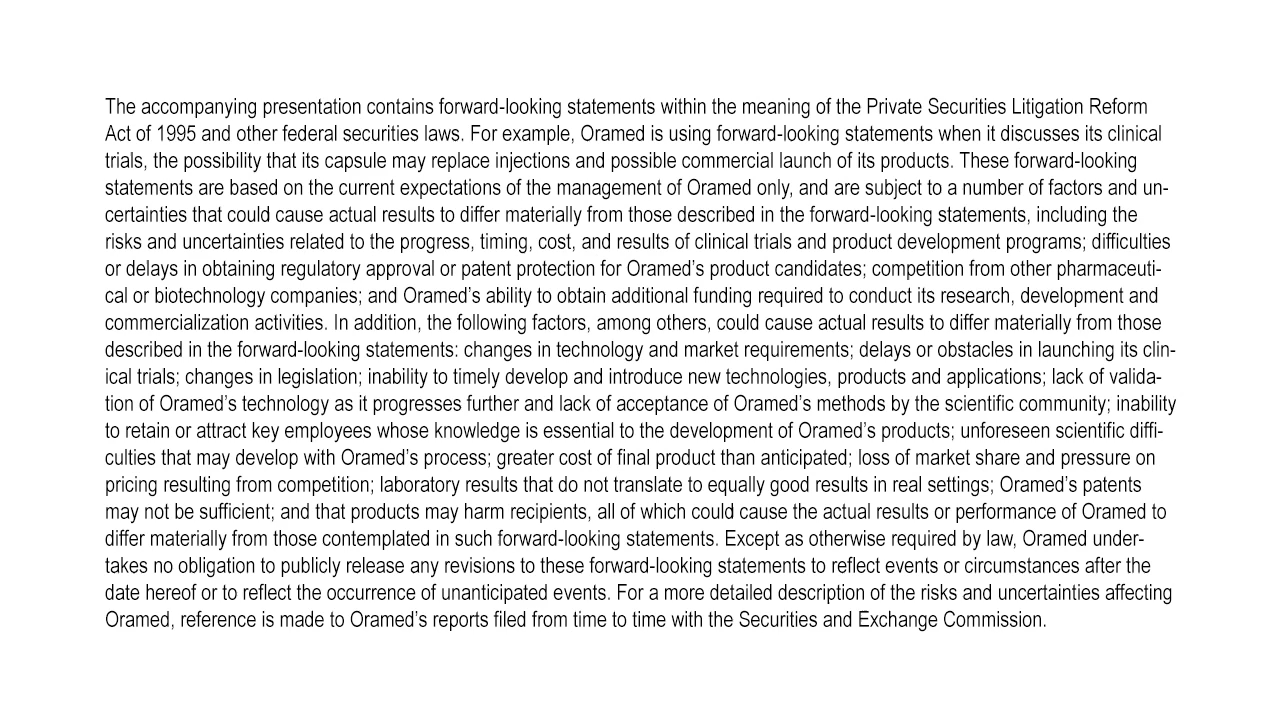 The accompanying presentation contains forward-looking statements within the meaning of the Private Securities Litigation Reform
Act of 1995 and other federal securities laws. For example, Oramed is using forward-looking statements when it discusses its clinical
trials, the possibility that its capsule may replace injections and possible commercial launch of its products. These forward-looking
statements are based on the current expectations of the management of Oramed only, and are subject to a number of factors and un-
certainties that could cause actual results to differ materially from those described in the forward-looking statements, including the
risks and uncertainties related to the progress, timing, cost, and results of clinical trials and product development programs; difficulties
or delays in obtaining regulatory approval or patent protection for Oramed’s product candidates; competition from other pharmaceuti-
cal or biotechnology companies; and Oramed’s ability to obtain additional funding required to conduct its research, development and
commercialization activities. In addition, the following factors, among others, could cause actual results to differ materially from those
described in the forward-looking statements: changes in technology and market requirements; delays or obstacles in launching its clin-
ical trials; changes in legislation; inability to timely develop and introduce new technologies, products and applications; lack of valida-
tion of Oramed’s technology as it progresses further and lack of acceptance of Oramed’s methods by the scientific community; inability
to retain or attract key employees whose knowledge is essential to the development of Oramed’s products; unforeseen scientific diffi-
culties that may develop with Oramed’s process; greater cost of final product than anticipated; loss of market share and pressure on
pricing resulting from competition; laboratory results that do not translate to equally good results in real settings; Oramed’s patents
may not be sufficient; and that products may harm recipients, all of which could cause the actual results or performance of Oramed to
differ materially from those contemplated in such forward-looking statements. Except as otherwise required by law, Oramed under-
takes no obligation to publicly release any revisions to these forward-looking statements to reflect events or circumstances after the
date hereof or to reflect the occurrence of unanticipated events. For a more detailed description of the risks and uncertainties affecting
Oramed, reference is made to Oramed’s reports filed from time to time with the Securities and Exchange Commission.